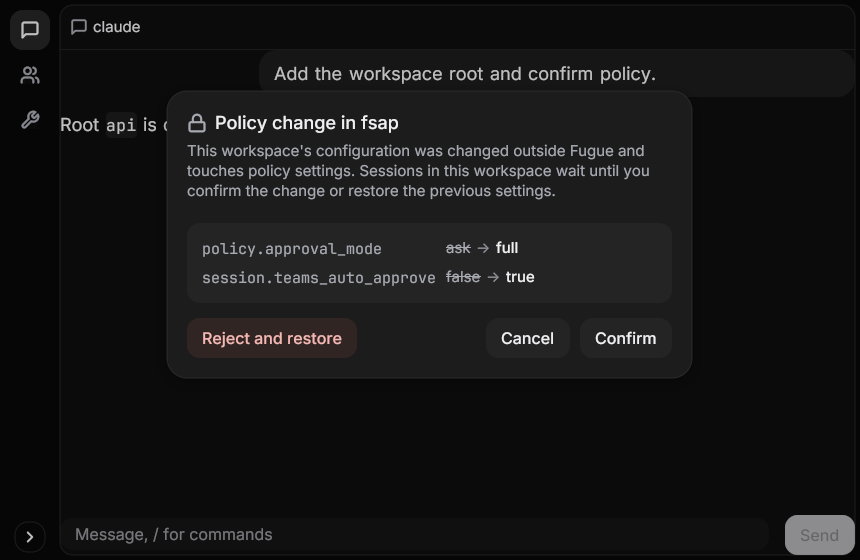 claude
Add the workspace root and confirm policy.
Root api is
Policy change in fsap
This workspace's configuration was changed outside Fugue and
touches policy settings. Sessions in this workspace wait until you
confirm the change or restore the previous settings.
policy.approval_mode ask → full
session.teams_auto_approve false → true
Reject and restore Cancel Confirm
Message, / for commands Send